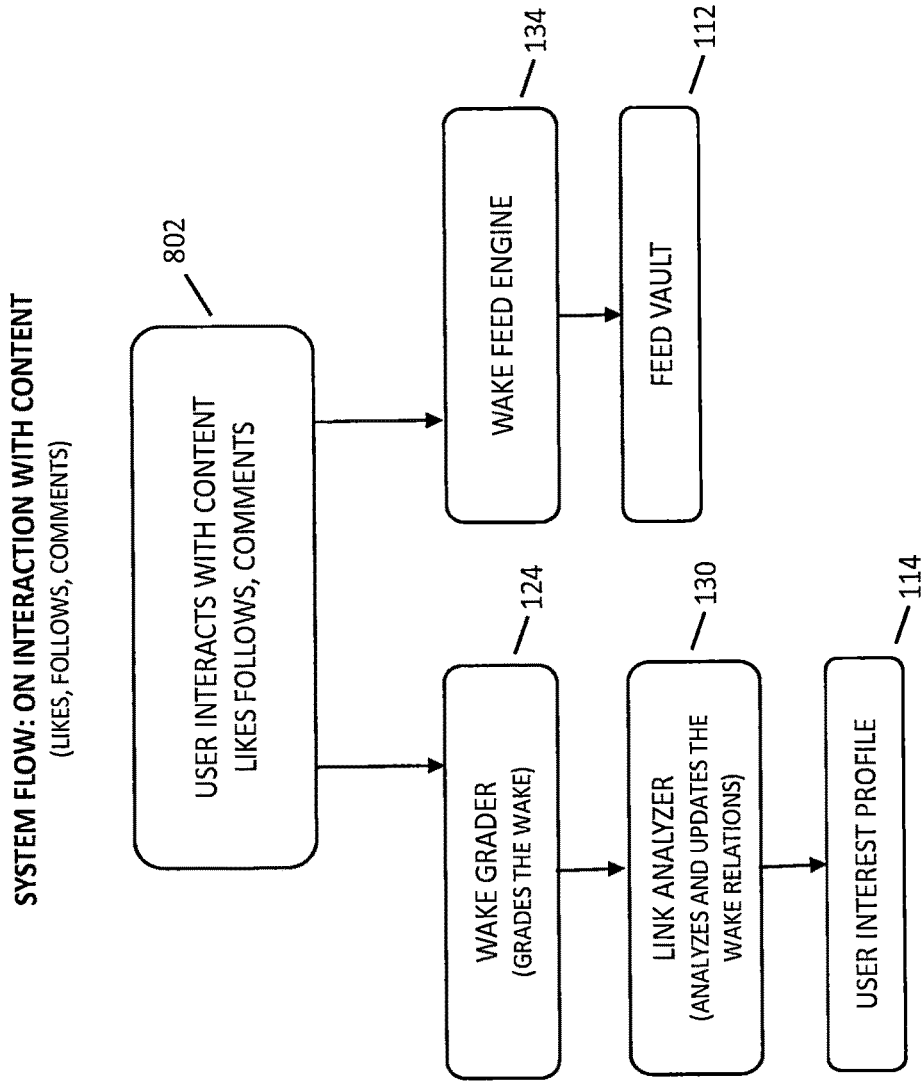 SYSTEM FLOW: ON INTERACTION WITH CONTENT
(LIKES, FOLLOWS, COMMENTS)
802
USER INTERACTS WITH CONTENT
LIKES FOLLOWS, COMMENTS
124
WAKE GRADER
(GRADES THE WAKE)
130
LINK ANALYZER
(ANALYZES AND UPDATES THE
WAKE RELATIONS)
114
USER INTEREST PROFILE
134
WAKE FEED ENGINE
112
FEED VAULT